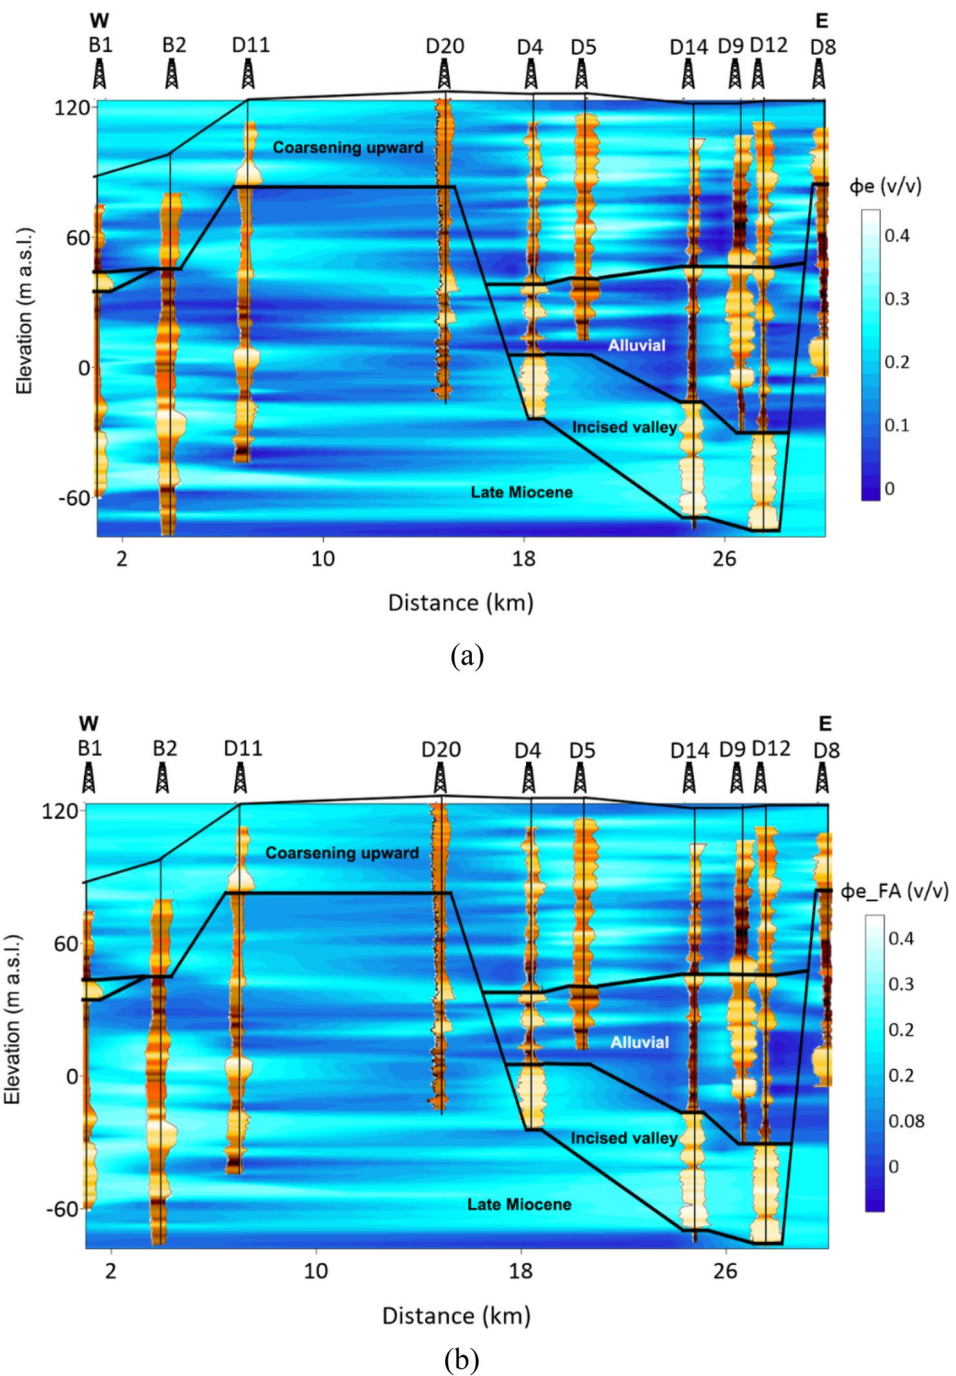 W E
B1 B2 D11 D20 D4 D5 D14 D9 D12 D8
120
Coarsening upward
ϕe (v/v)
0.4
60
0.3
Elevation (m a.s.l.)
Alluvial
0
0.2
Incised valley
0.1
Late Miocene
0
-60
2 10 18 26
Distance (km)
(a)
W E
B1 B2 D11 D20 D4 D5 D14 D9 D12 D8
120
Coarsening upward
ϕe_FA (v/v)
0.4
60
0.3
Elevation (m a.s.l.)
0.2
Alluvial
0
0.2
0.08
Incised valley
0
Late Miocene
-60
2 10 18 26
Distance (km)
(b)